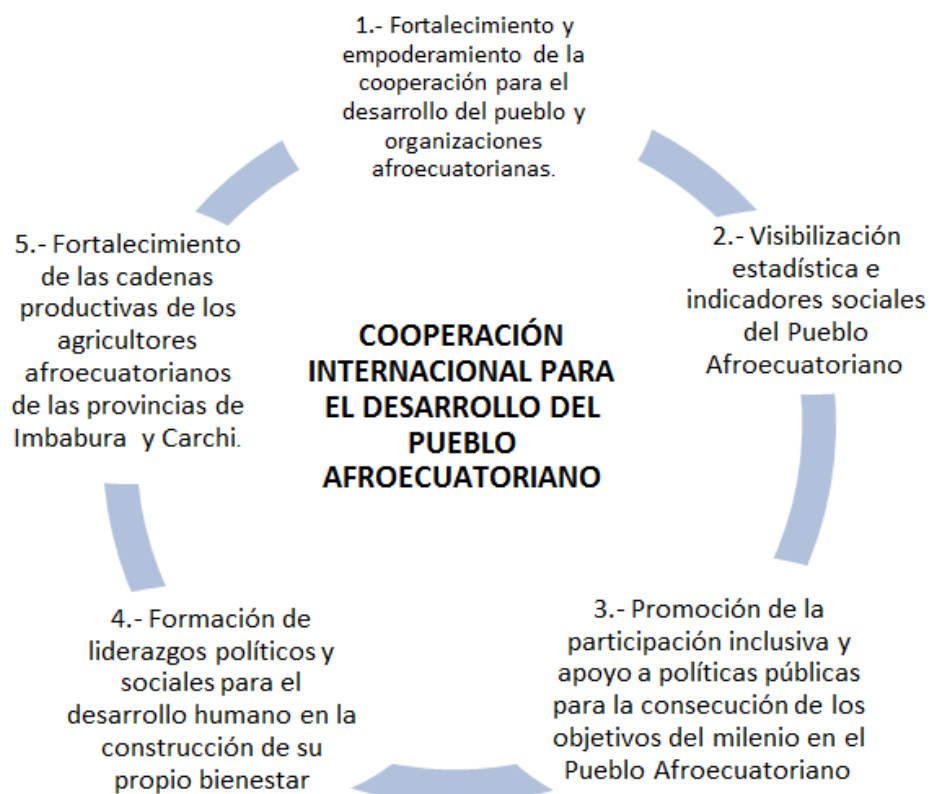 1.- Fortalecimiento y
empoderamiento de la
cooperación para el
desarrollo del pueblo y
organizaciones
afroecuatorianas.
2.- Visibilización
estadística e
indicadores sociales
del Pueblo
Afroecuatoriano
3.- Promoción de la
participación inclusiva y
apoyo a políticas públicas
para la consecución de los
objetivos del milenio en el
Pueblo Afroecuatoriano
4.- Formación de
liderazgos políticos y
sociales para el
desarrollo humano en la
construcción de su
propio bienestar
5.- Fortalecimiento
de las cadenas
productivas de los
agricultores
afroecuatorianos
de las provincias de
Imbabura y Carchi.
COOPERACIÓN
INTERNACIONAL PARA
EL DESARROLLO DEL
PUEBLO
AFROECUATORIANO